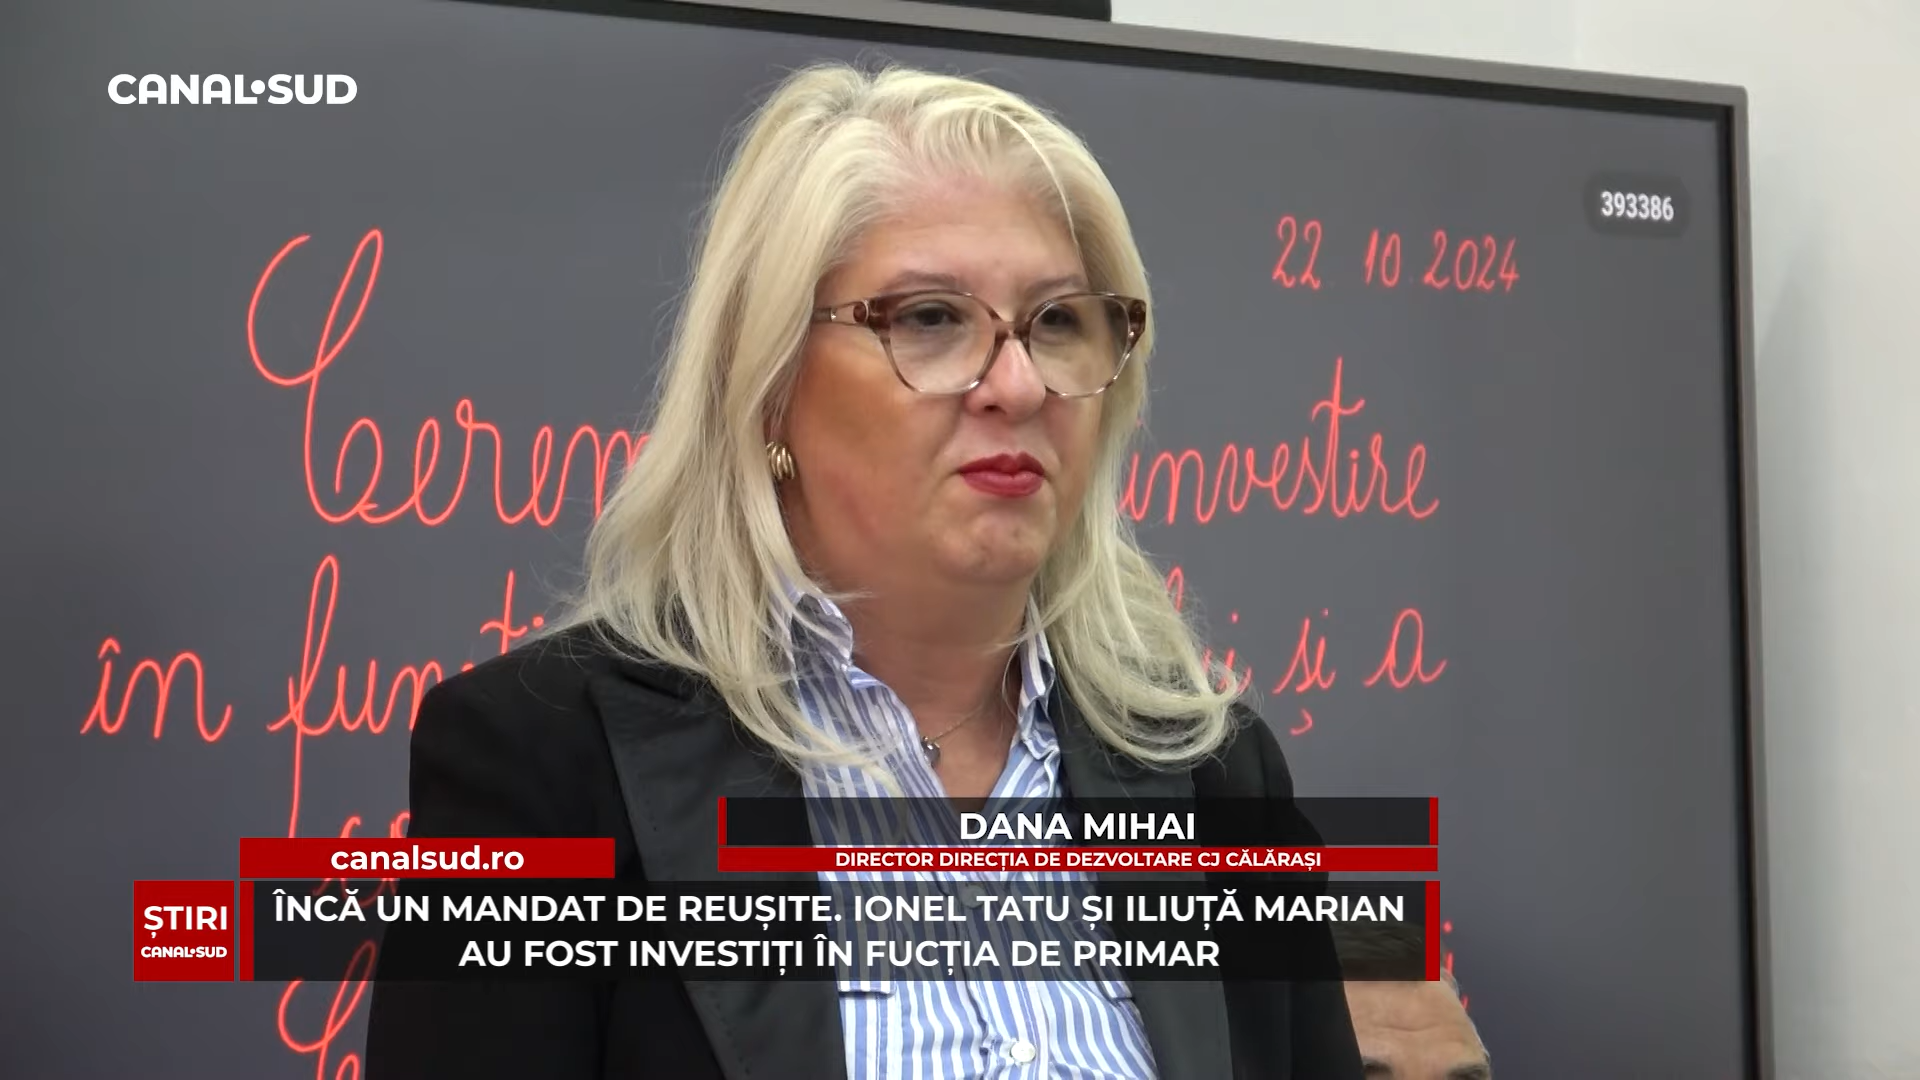 CANAL•SUD
393386
22 10 2024
investire
în
și a
DANA MIHAI
DIRECTOR DIRECȚIA DE DEZVOLTARE CJ CĂLĂRAȘI
canalsud.ro
ȘTIRI
CANAL•SUD
ÎNCĂ UN MANDAT DE REUȘITE. IONEL TATU ȘI ILIUȚĂ MARIAN
AU FOST INVESTIȚI ÎN FUCȚIA DE PRIMAR